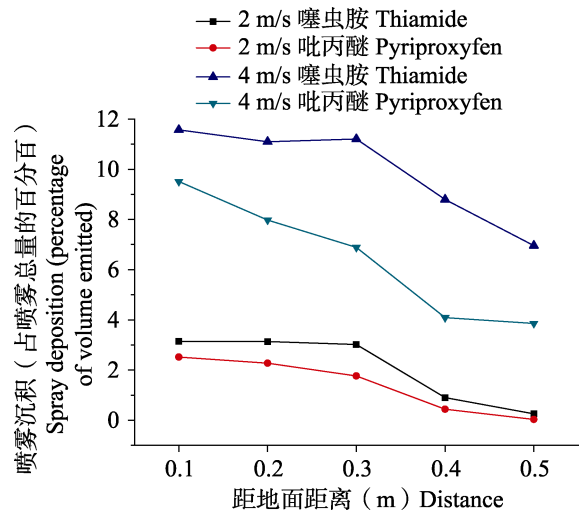 2 m/s 噻虫胺 Thiamide
2 m/s 吡丙醚 Pyriproxyfen
4 m/s 噻虫胺 Thiamide
4 m/s 吡丙醚 Pyriproxyfen
喷雾沉积（占喷雾总量的百分百）
Spray deposition (percentage
of volume emitted)
12
10
8
6
4
2
0
0.1 0.2 0.3 0.4 0.5
距地面距离（m）Distance